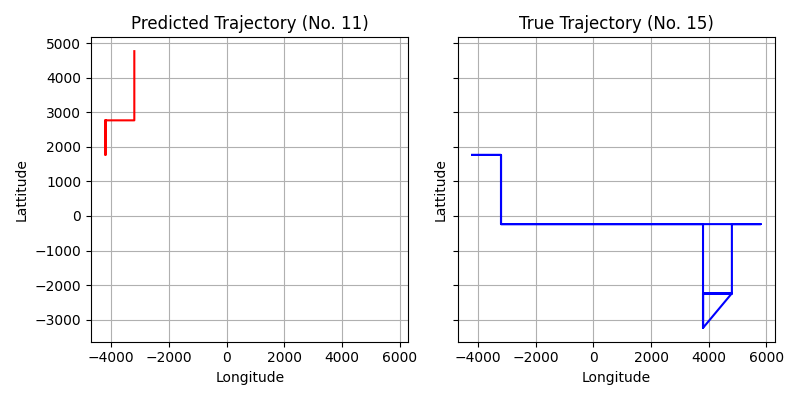 Predicted Trajectory (No. 11)
True Trajectory (No. 15)
5000
4000
3000
2000
1000
0
−1000
−2000
−3000
Lattitude
Lattitude
−4000 −2000 0 2000 4000 6000
−4000 −2000 0 2000 4000 6000
Longitude
Longitude